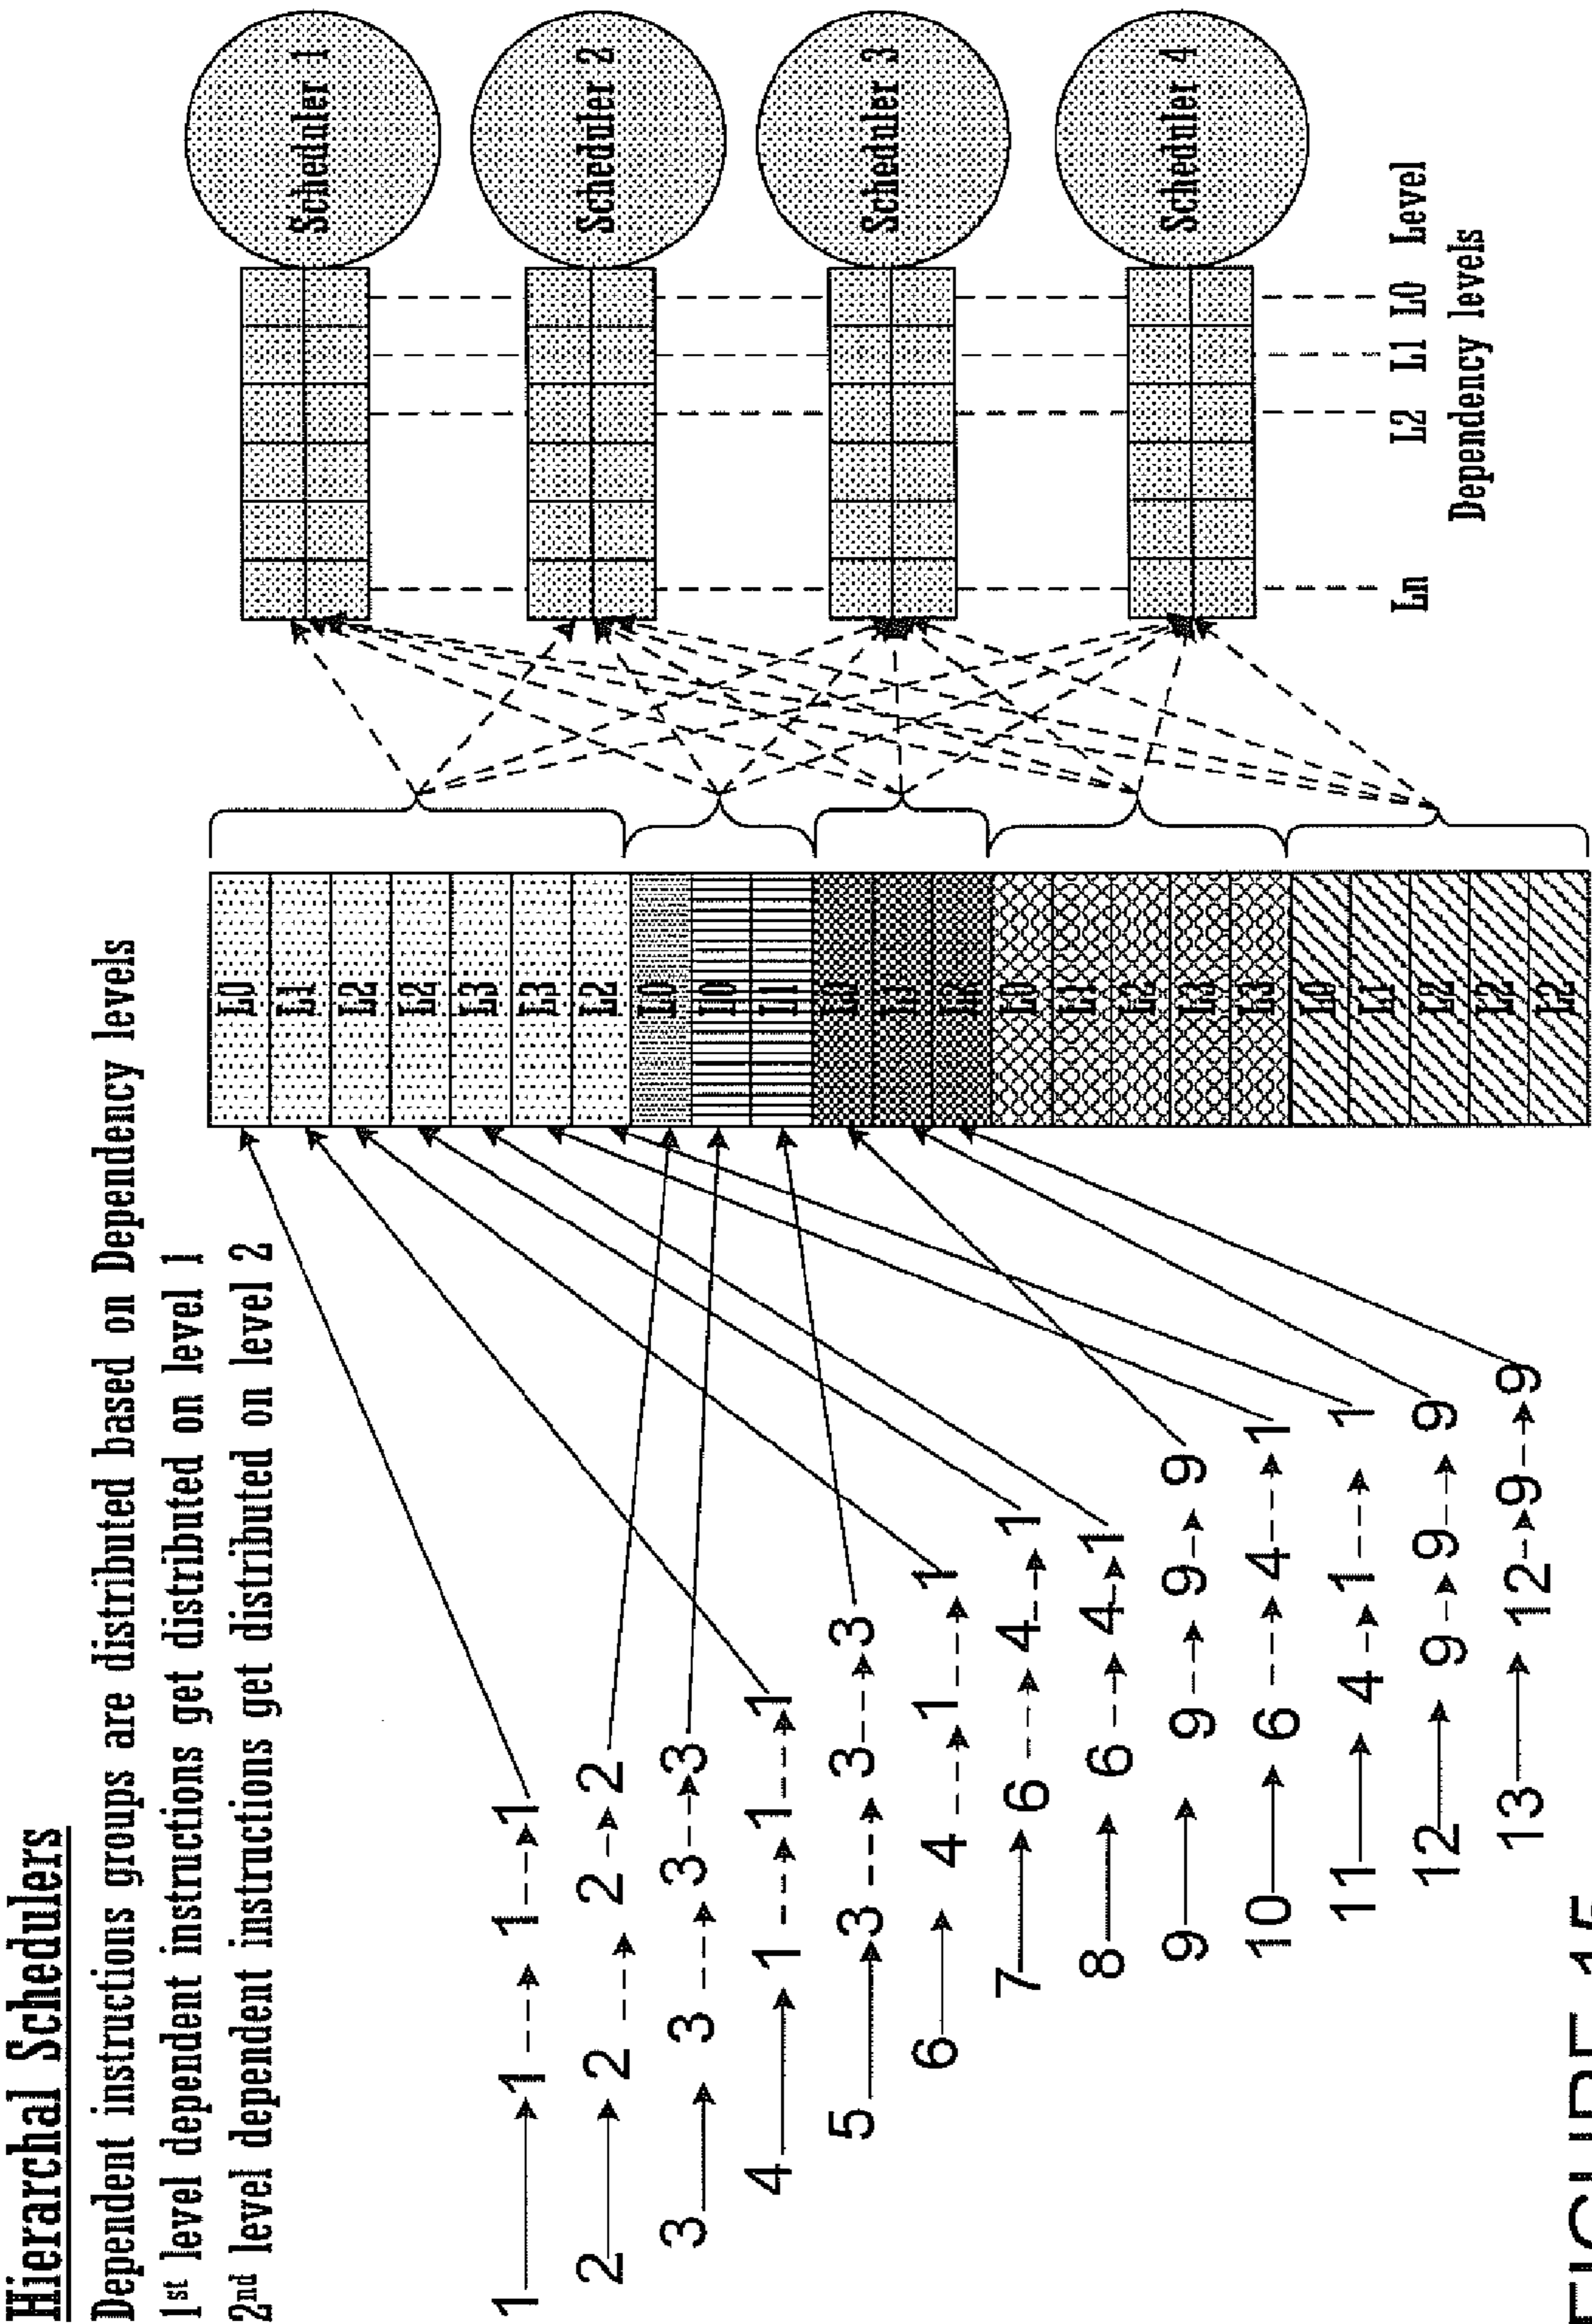 Hierarchal Schedulers
Dependent instructions groups are distributed based on Dependency levels
1st level dependent instructions get distributed on level 1
2nd level dependent instructions get distributed on level 2
1 1 1 1
2 2 2 2
3 3 3 3
4 1 1 1
5 3 3 3
6 4 1 1
7 6 4 1
8 6 4 1
9 9 9 9
10 6 4 1
11 4 1 1
12 9 9 9
13 12 9 9
L0
L1
L2
L2
L3
L3
L2
L0
L0
L1
L0
L1
L2
L3
L3
L0
L1
L2
L2
L2
Scheduler 1
Scheduler 2
Scheduler 3
Scheduler 4
Ln L2 L1 L0 Level
Dependency levels
FIGURE 15